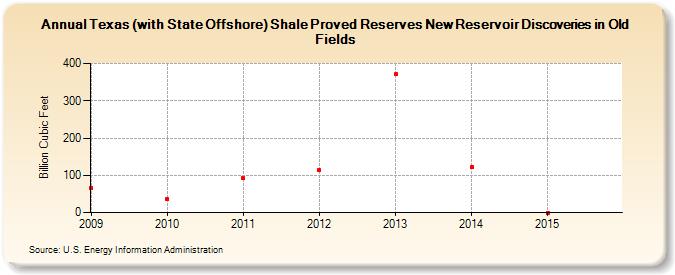 Annual Texas (with State Offshore) Shale Proved Reserves New Reservoir Discoveries in Old
Fields
Billion Cubic Feet
400
300
200
100
0
2009 2010 2011 2012 2013 2014 2015
Source: U.S. Energy Information Administration